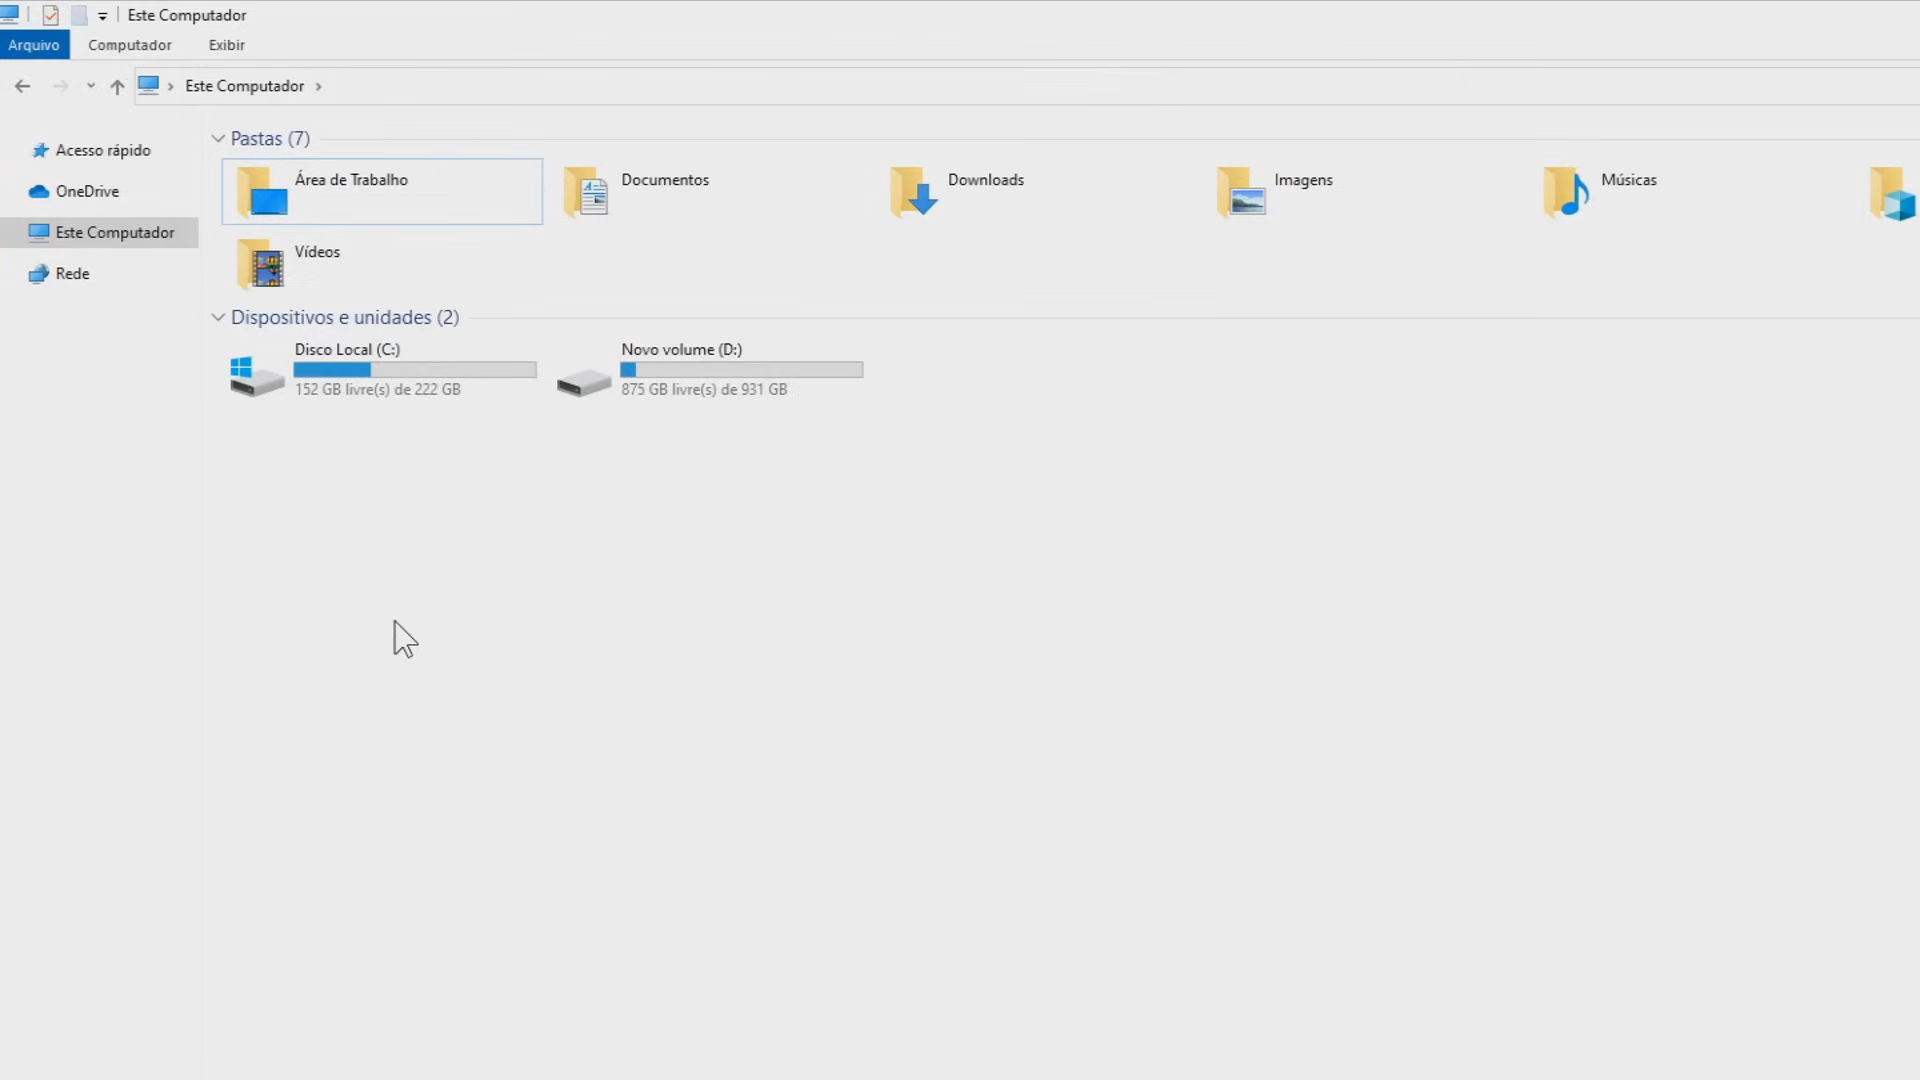 Este Computador
Arquivo Computador Exibir
Este Computador
Acesso rápido
OneDrive
Este Computador
Rede
Pastas (7)
Área de Trabalho
Documentos
Downloads
Imagens
Músicas
Vídeos
Dispositivos e unidades (2)
Disco Local (C:)
152 GB livre(s) de 222 GB
Novo volume (D:)
875 GB livre(s) de 931 GB